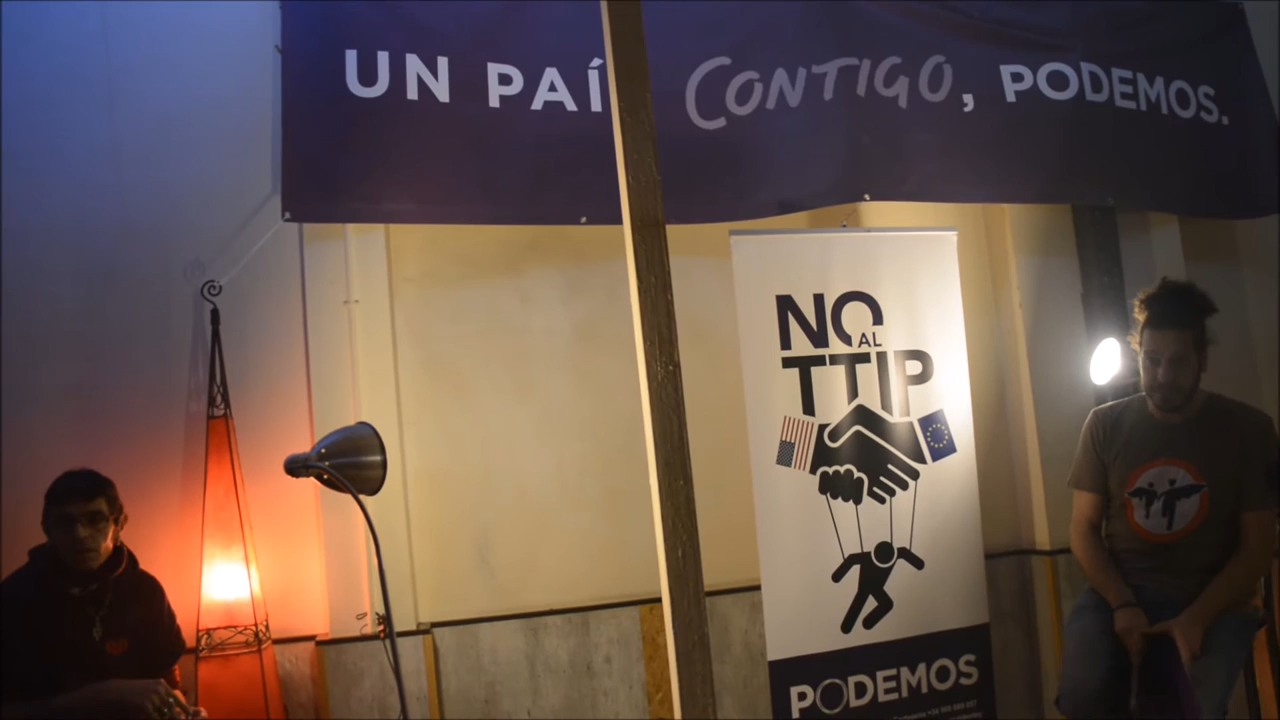 UN PAÍ CONTIGO, PODEMOS.
NO AL
TTIP
PODEMOS